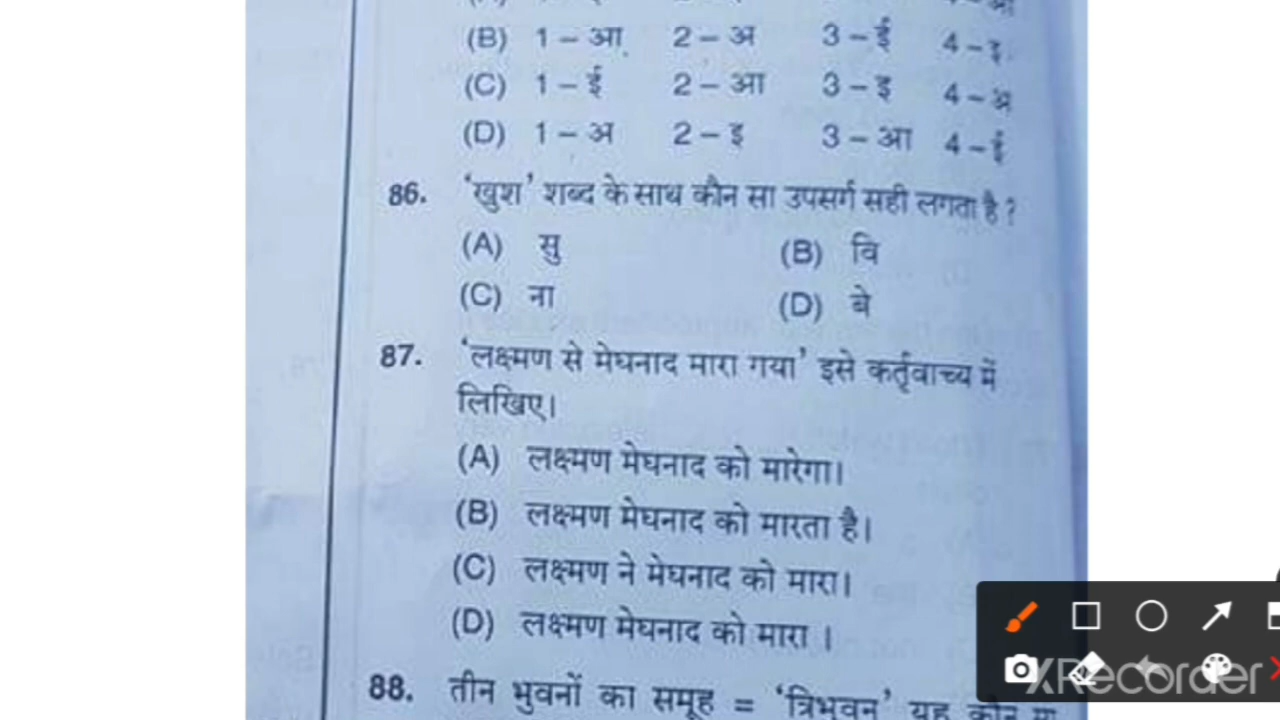 (B) 1 – आ 2 – अ 3 – ई 4 – इ
(C) 1 – ई 2 – आ 3 – इ 4 – अ
(D) 1 – अ 2 – इ 3 – आ 4 – ई
86. 'खुश' शब्द के साथ कौन सा उपसर्ग सही लगता है ?
(A) सु (B) वि
(C) ना (D) बे
87. 'लक्ष्मण से मेघनाद मारा गया' इसे कर्तृवाच्य में
लिखिए।
(A) लक्ष्मण मेघनाद को मारेगा।
(B) लक्ष्मण मेघनाद को मारता है।
(C) लक्ष्मण ने मेघनाद को मारा।
(D) लक्ष्मण मेघनाद को मारा ।
88. तीन भुवनों का समूह = 'त्रिभुवन' यह कौन सा
XRecorder